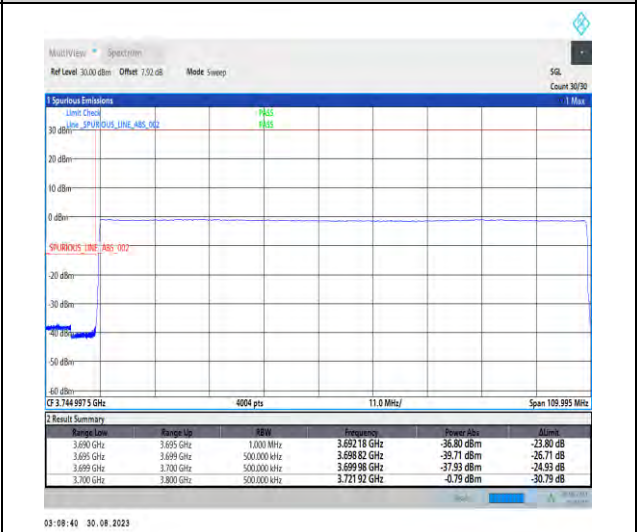 MultiView Spectrum
Ref Level 30.00 dBm Offset 7.92 dB Mode Sweep SGL
Count 30/30
1 Spurious Emissions 1 Max
Limit Check PASS
Line _SPURIOUS_LINE_ABS_002 PASS
30 dBm
20 dBm
10 dBm
0 dBm
_SPURIOUS_LINE_ABS_002
-20 dBm
-30 dBm
-40 dBm
-50 dBm
-60 dBm
CF 3.744 997 5 GHz 4004 pts 11.0 MHz/ Span 109.995 MHz
2 Result Summary
Range Low Range Up RBW Frequency Power Abs ΔLimit
3.690 GHz 3.695 GHz 1.000 MHz 3.692 18 GHz -36.80 dBm -23.80 dB
3.695 GHz 3.699 GHz 500.000 kHz 3.698 82 GHz -39.71 dBm -26.71 dB
3.699 GHz 3.700 GHz 500.000 kHz 3.699 98 GHz -37.93 dBm -24.93 dB
3.700 GHz 3.800 GHz 500.000 kHz 3.721 92 GHz -0.79 dBm -30.79 dB
03:08:40 30.08.2023